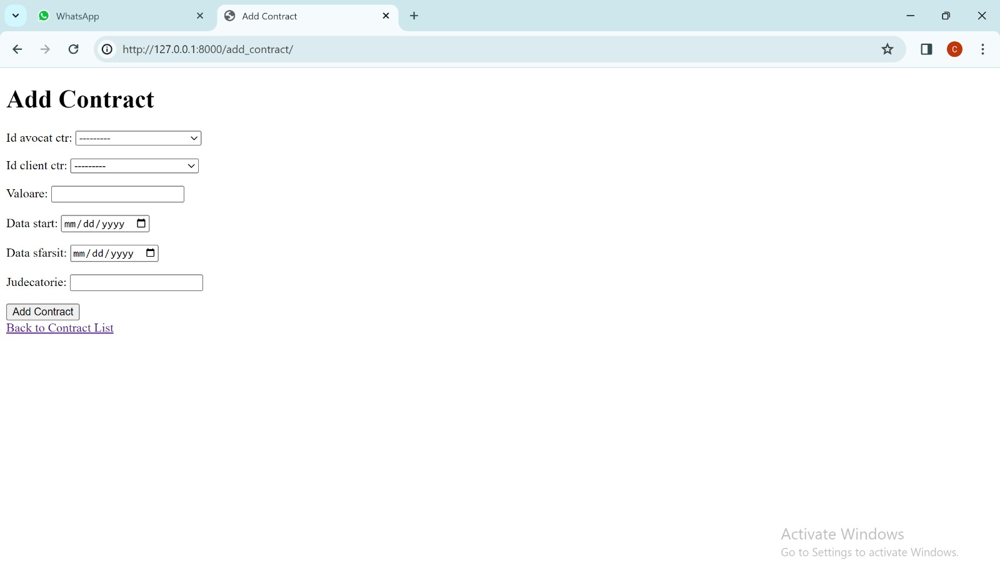 WhatsApp
Add Contract
http://127.0.0.1:8000/add_contract/
C
Add Contract
Id avocat ctr: ---------
Id client ctr: ---------
Valoare:
Data start: mm/dd/yyyy
Data sfarsit: mm/dd/yyyy
Judecatorie:
Add Contract
Back to Contract List
Activate Windows
Go to Settings to activate Windows.